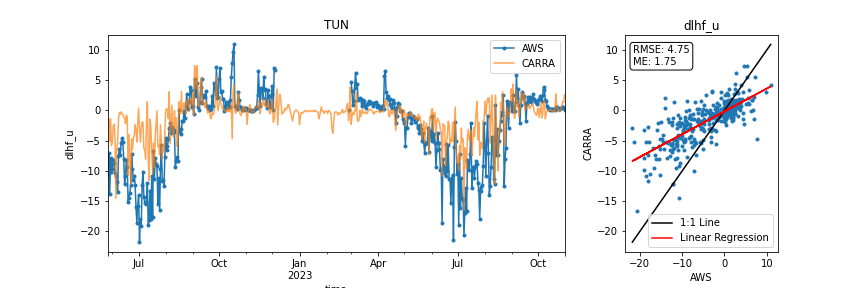 TUN
dlhf_u
10
5
0
−5
−10
−15
−20
dlhf_u
AWS
CARRA
Jul
Oct
Jan
2023
Apr
Jul
Oct
time
10
5
0
−5
−10
−15
−20
CARRA
RMSE: 4.75
ME: 1.75
1:1 Line
Linear Regression
−20
−10
0
10
AWS